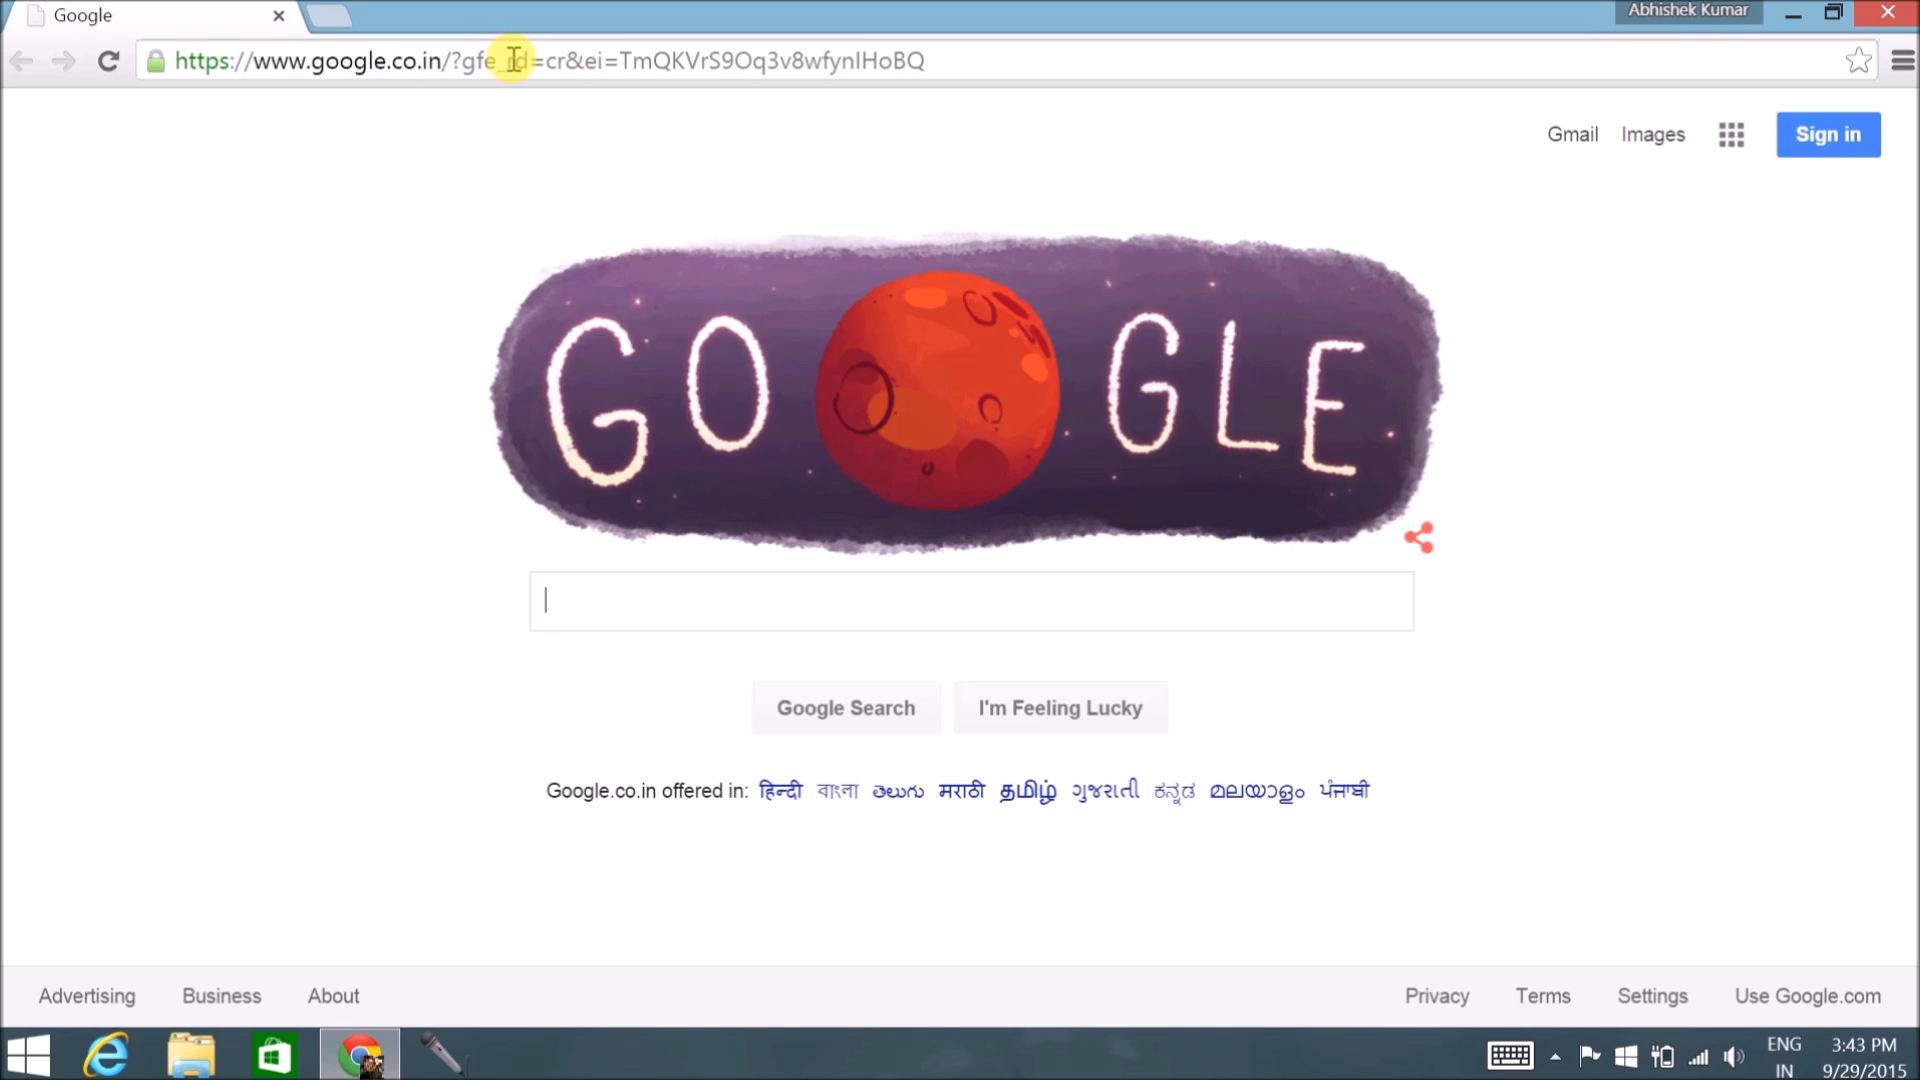 Google
Abhishek Kumar
https://www.google.co.in/?gfe_rd=cr&ei=TmQKVrS9Oq3v8wfynIHoBQ
Gmail Images Sign in
GO GLE
Google Search I'm Feeling Lucky
Google.co.in offered in: हिन्दी বাংলা తెలుగు मराठी தமிழ் ગુજરાતી ಕನ್ನಡ മലയാളം ਪੰਜਾਬੀ
Advertising Business About Privacy Terms Settings Use Google.com
ENG 3:43 PM
IN 9/29/2015